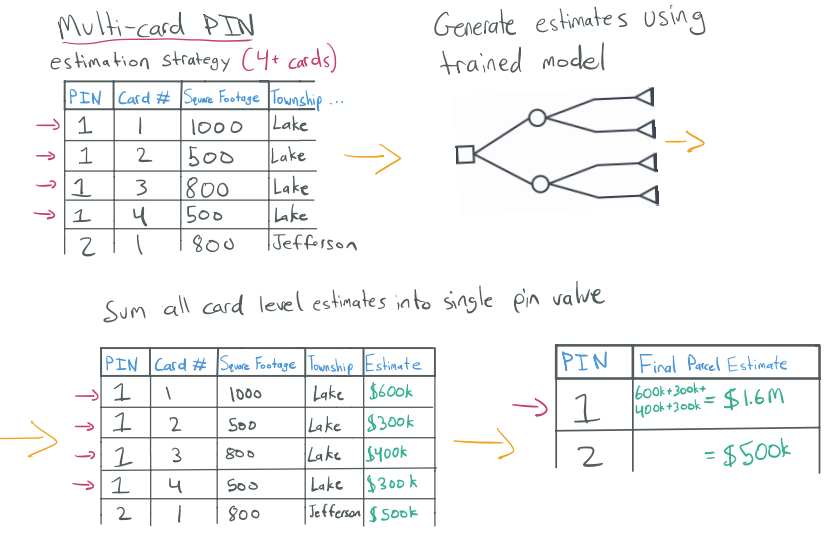 Multi-card PIN
estimation strategy (4+ cards)
PIN Card # Square Footage Township ...
1 1 1000 Lake
1 2 500 Lake
1 3 800 Lake
1 4 500 Lake
2 1 800 Jefferson
Generate estimates using
trained model
Sum all card level estimates into single pin value
PIN Card # Square Footage Township Estimate
1 1 1000 Lake $600k
1 2 500 Lake $300k
1 3 800 Lake $400k
1 4 500 Lake $300k
2 1 800 Jefferson $500k
PIN Final Parcel Estimate
1 600k+300k+
400k+300k = $1.6M
2 = $500k